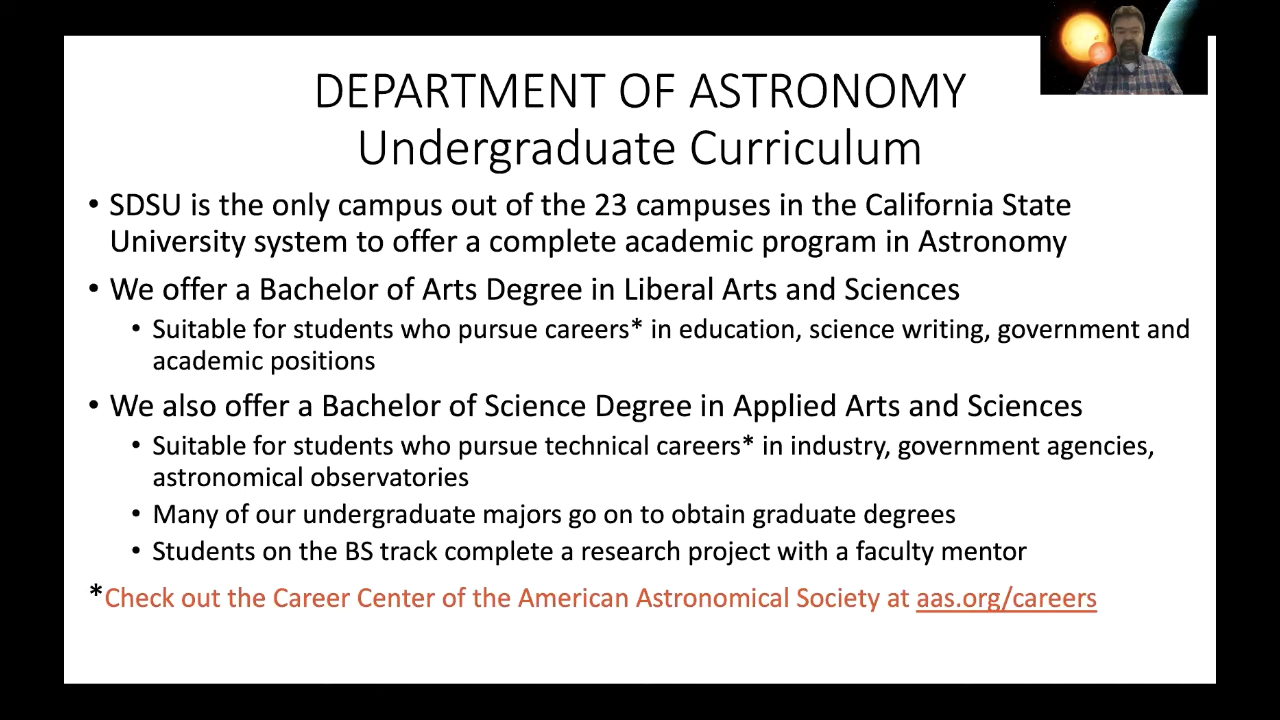 DEPARTMENT OF ASTRONOMY
Undergraduate Curriculum
• SDSU is the only campus out of the 23 campuses in the California State
University system to offer a complete academic program in Astronomy
• We offer a Bachelor of Arts Degree in Liberal Arts and Sciences
• Suitable for students who pursue careers* in education, science writing, government and
academic positions
• We also offer a Bachelor of Science Degree in Applied Arts and Sciences
• Suitable for students who pursue technical careers* in industry, government agencies,
astronomical observatories
• Many of our undergraduate majors go on to obtain graduate degrees
• Students on the BS track complete a research project with a faculty mentor
*Check out the Career Center of the American Astronomical Society at aas.org/careers